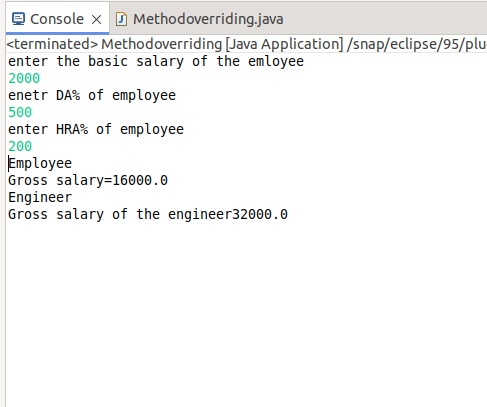 Console Methodoverriding.java
<terminated> Methodoverriding [Java Application] /snap/eclipse/95/plu
enter the basic salary of the emloyee
2000
enetr DA% of employee
500
enter HRA% of employee
200
Employee
Gross salary=16000.0
Engineer
Gross salary of the engineer32000.0